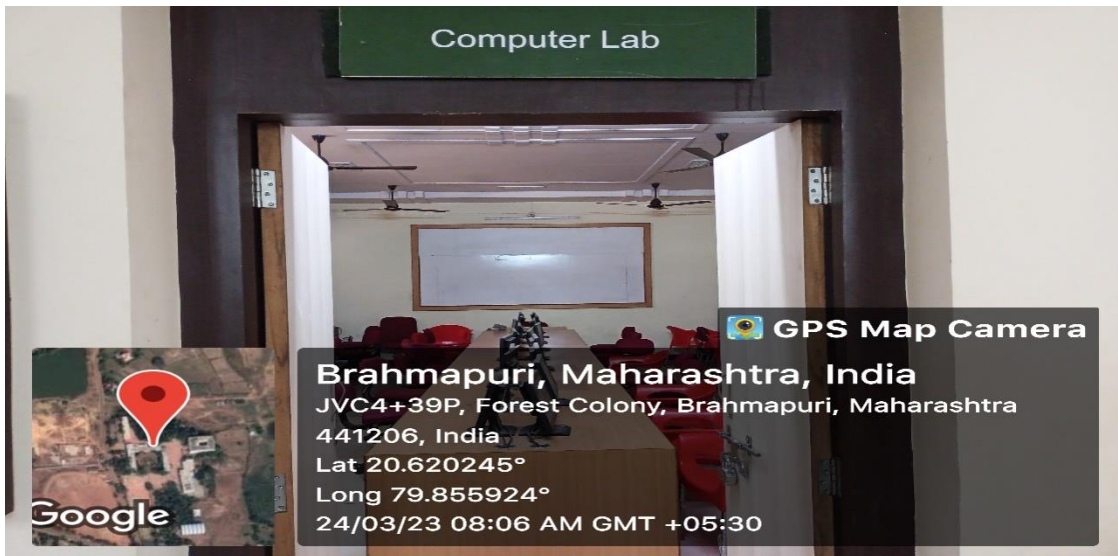 Computer Lab
GPS Map Camera
Brahmapuri, Maharashtra, India
JVC4+39P, Forest Colony, Brahmapuri, Maharashtra
441206, India
Lat 20.620245°
Long 79.855924°
24/03/23 08:06 AM GMT +05:30
Google